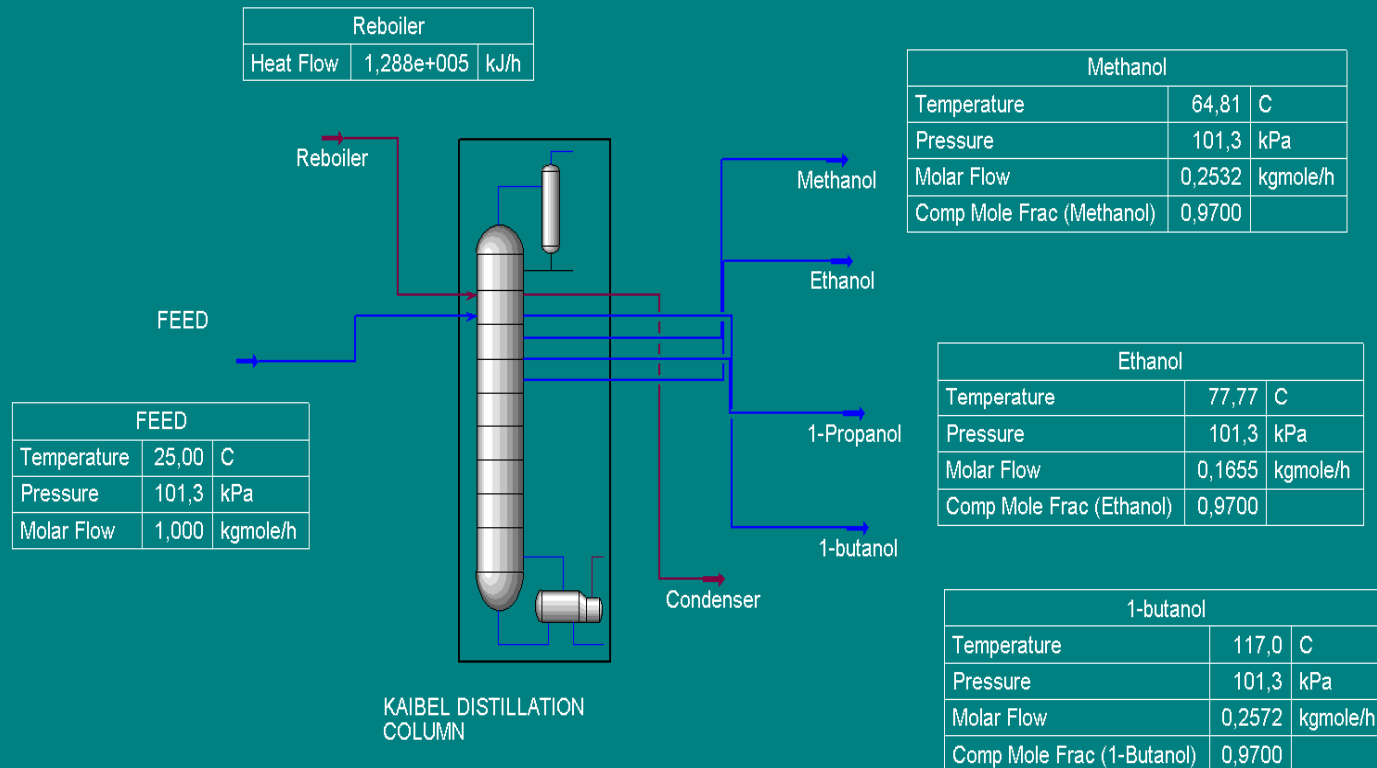 Reboiler
Heat Flow 1,288e+005 kJ/h
Methanol
Temperature 64,81 C
Pressure 101,3 kPa
Molar Flow 0,2532 kgmole/h
Comp Mole Frac (Methanol) 0,9700
Reboiler
Methanol
Ethanol
FEED
FEED
Temperature 25,00 C
Pressure 101,3 kPa
Molar Flow 1,000 kgmole/h
Ethanol
Temperature 77,77 C
Pressure 101,3 kPa
Molar Flow 0,1655 kgmole/h
Comp Mole Frac (Ethanol) 0,9700
1-Propanol
1-butanol
Condenser
1-butanol
Temperature 117,0 C
Pressure 101,3 kPa
Molar Flow 0,2572 kgmole/h
Comp Mole Frac (1-Butanol) 0,9700
KAIBEL DISTILLATION
COLUMN